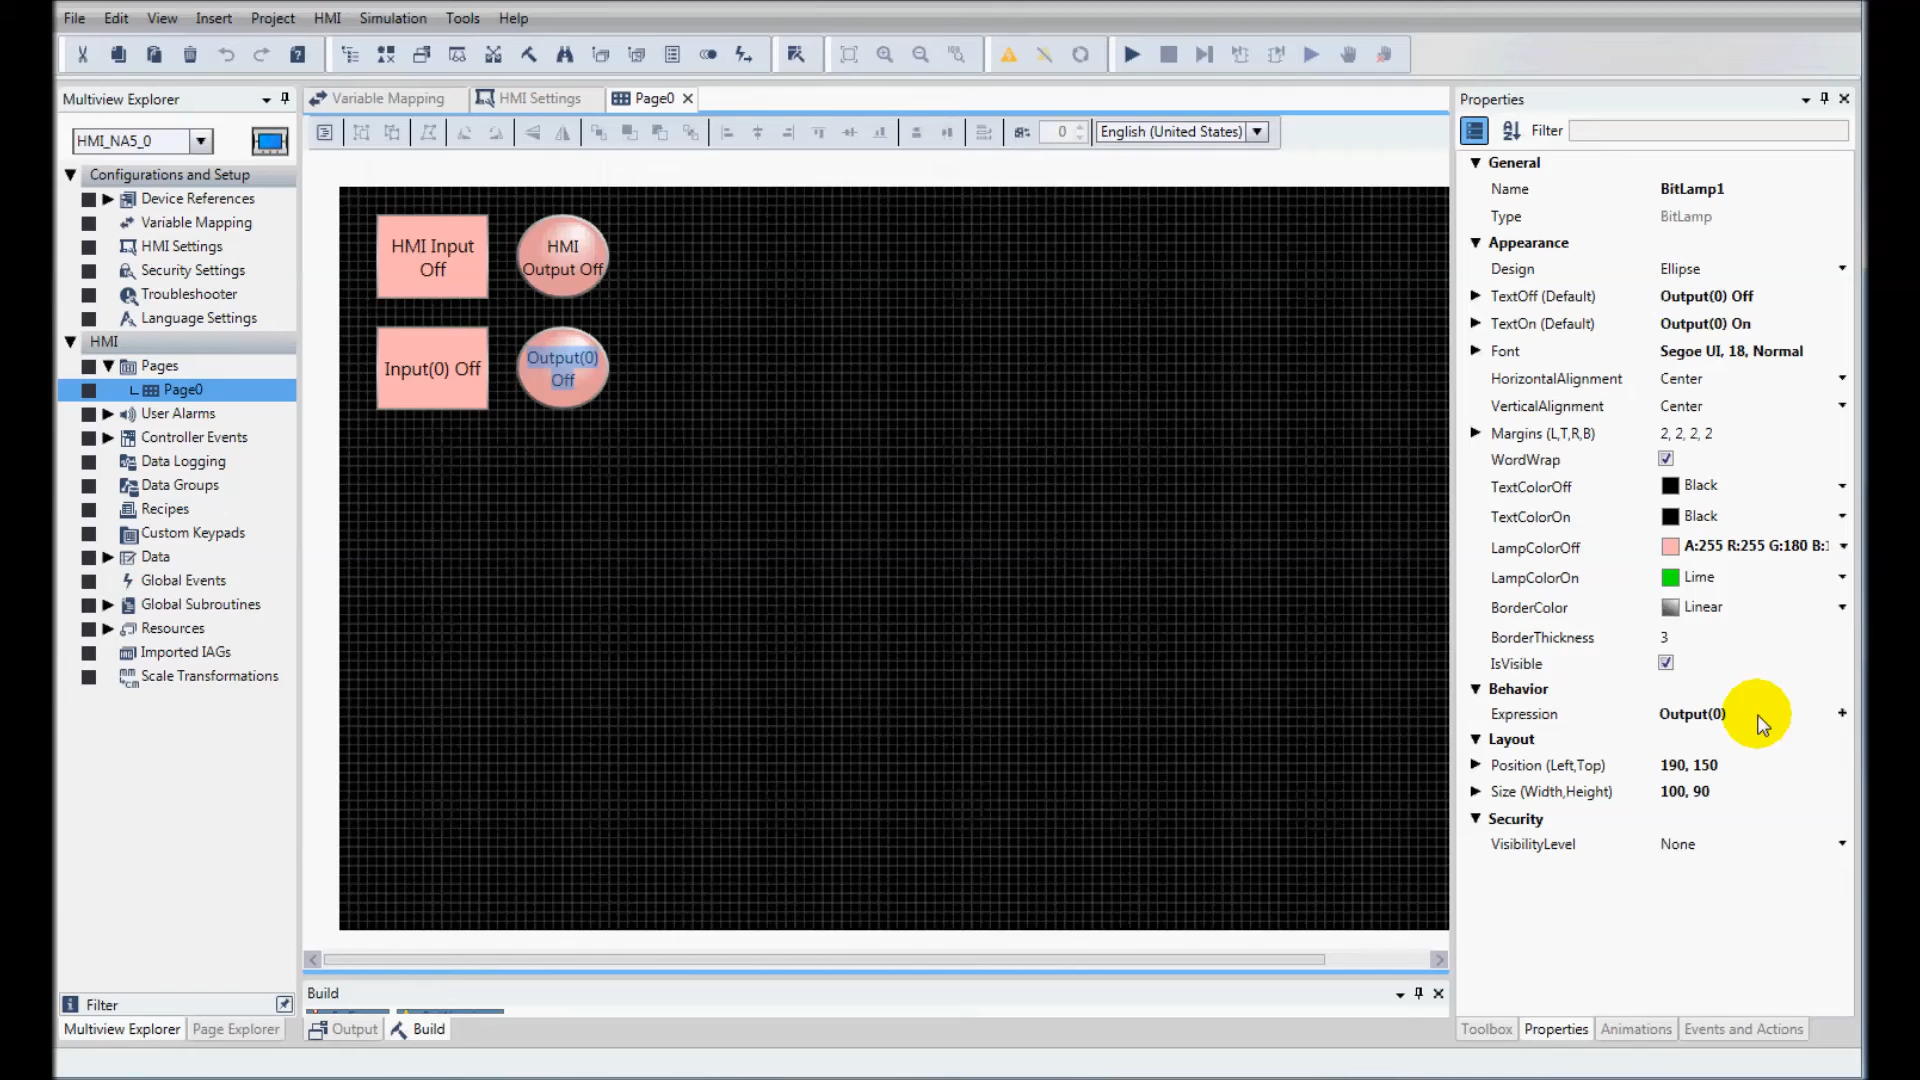 File Edit View Insert Project HMI Simulation Tools Help
Multiview Explorer
Variable Mapping HMI Settings Page0
Properties
HMI_NA5_0
0 English (United States)
Filter
Configurations and Setup
Device References
Variable Mapping
HMI Settings
Security Settings
Troubleshooter
Language Settings
HMI
Pages
Page0
User Alarms
Controller Events
Data Logging
Data Groups
Recipes
Custom Keypads
Data
Global Events
Global Subroutines
Resources
Imported IAGs
Scale Transformations
HMI Input
Off
HMI
Output Off
Input(0) Off
Output(0)
Off
General
Name BitLamp1
Type BitLamp
Appearance
Design Ellipse
TextOff (Default) Output(0) Off
TextOn (Default) Output(0) On
Font Segoe UI, 18, Normal
HorizontalAlignment Center
VerticalAlignment Center
Margins (L,T,R,B) 2, 2, 2, 2
WordWrap
TextColorOff Black
TextColorOn Black
LampColorOff A:255 R:255 G:180 B:
LampColorOn Lime
BorderColor Linear
BorderThickness 3
IsVisible
Behavior
Expression Output(0)
Layout
Position (Left,Top) 190, 150
Size (Width,Height) 100, 90
Security
VisibilityLevel None
Filter
Multiview Explorer Page Explorer
Build
Output Build
Toolbox Properties Animations Events and Actions